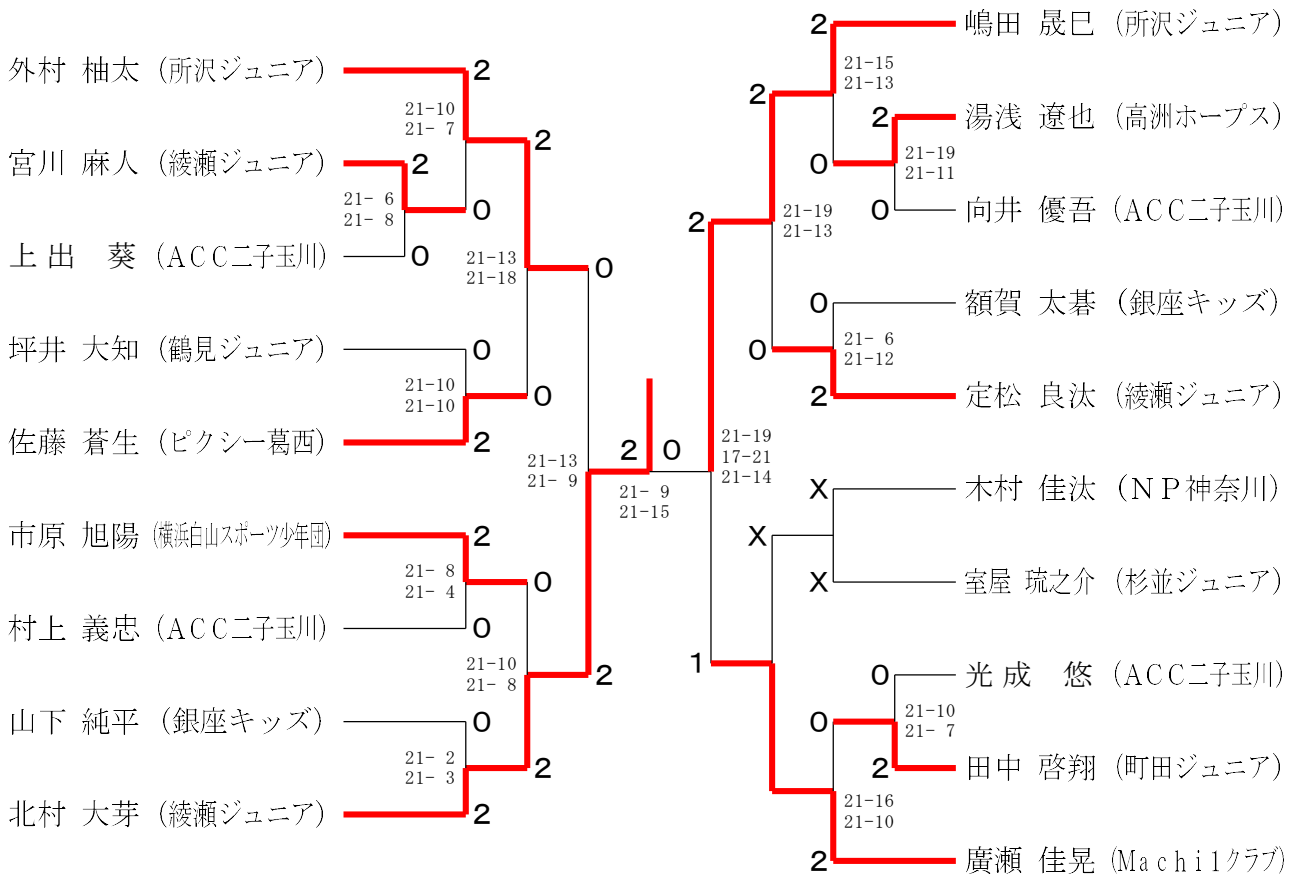 外村 柚太 (所沢ジュニア)
2
21-10
21- 7
2
宮川 麻人 (綾瀬ジュニア)
2
21- 6
21- 8
0
上出 葵 (ACC二子玉川)
0
21-13
21-18
0
坪井 大知 (鶴見ジュニア)
0
21-10
21-10
0
佐藤 蒼生 (ピクシー葛西)
2
21-13
21- 9
市原 旭陽 (横浜白山スポーツ少年団)
2
21- 8
21- 4
0
村上 義忠 (ACC二子玉川)
0
21-10
21- 8
2
山下 純平 (銀座キッズ)
0
21- 2
21- 3
2
北村 大芽 (綾瀬ジュニア)
2
2 0
21- 9
21-15
2 嶋田 晟巳 (所沢ジュニア)
21-15
21-13
2
2 湯浅 遼也 (高洲ホープス)
21-19
21-11
0
0 向井 優吾 (ACC二子玉川)
21-19
21-13
2
0 額賀 太碁 (銀座キッズ)
21- 6
21-12
0
2 定松 良汰 (綾瀬ジュニア)
21-19
17-21
21-14
X 木村 佳汰 (NP神奈川)
X
X 室屋 琉之介 (杉並ジュニア)
1
0 光成 悠 (ACC二子玉川)
21-10
21- 7
0
2 田中 啓翔 (町田ジュニア)
21-16
21-10
2 廣瀬 佳晃 (Machi1クラブ)